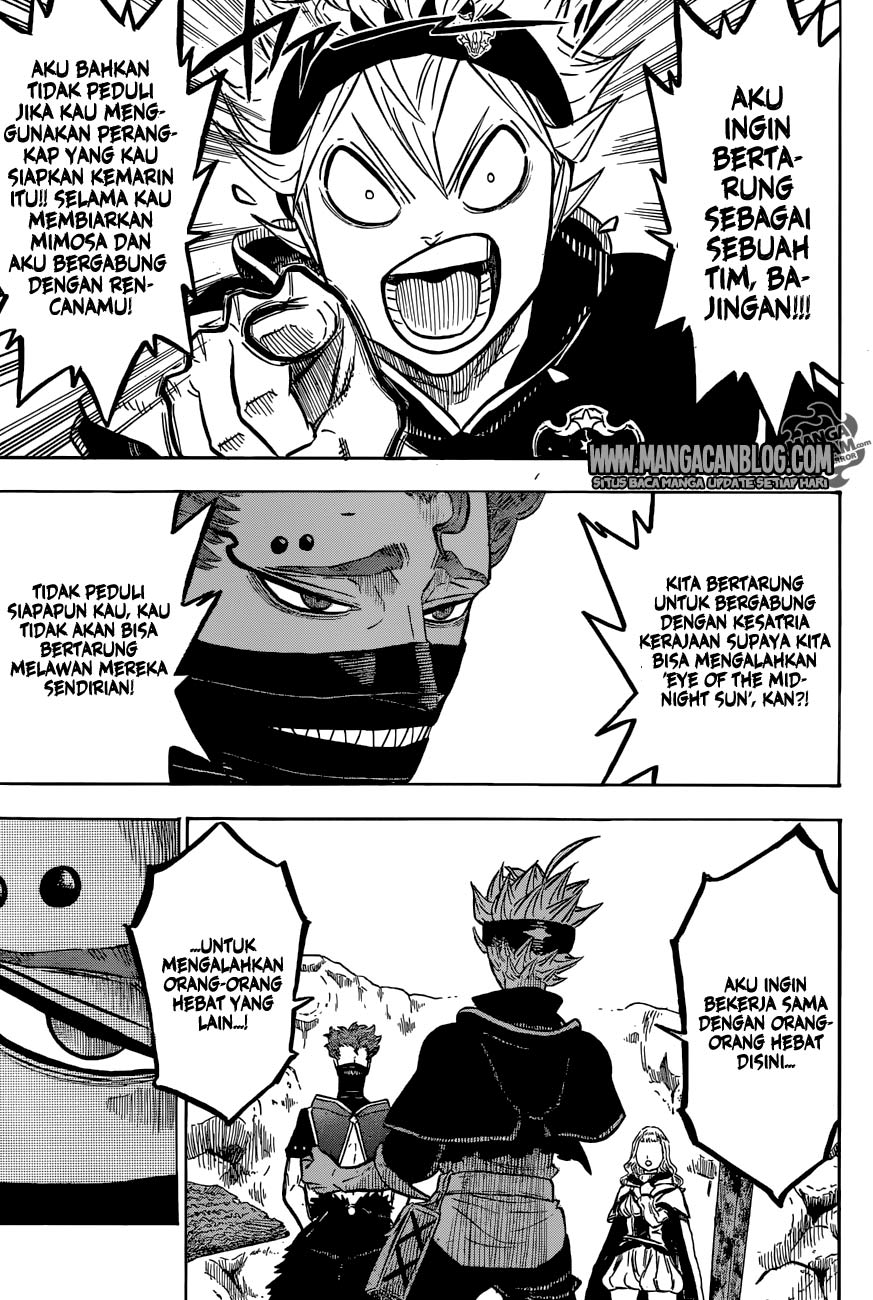 AKU
INGIN
BERTA-
RUNG
SEBAGAI
SEBUAH
TIM, BA-
JINGAN!!!
AKU BAHKAN
TIDAK PEDULI
JIKA KAU MENG-
GUNAKAN PERANG-
KAP YANG KAU
SIAPKAN KEMARIN
ITU!! SELAMA KAU
MEMBIARKAN
MIMOSA DAN
AKU BERGABUNG
DENGAN REN-
CANAMU!
MANGA
WWW.MANGACANBLOG.COM
SITUS BACA MANGA UPDATE SETIAP HARI
KITA BERTARUNG
UNTUK BERGABUNG
DENGAN KESATRIA
KERAJAAN SUPAYA KITA
BISA MENGALAHKAN
'EYE OF THE MID-
NIGHT SUN', KAN?!
TIDAK PEDULI
SIAPAPUN KAU, KAU
TIDAK AKAN BISA
BERTARUNG
MELAWAN MEREKA
SENDIRIAN!
AKU INGIN
BEKERJA SAMA
DENGAN ORANG-
ORANG HEBAT
DISINI...
...UNTUK
MENGALAHKAN
ORANG-ORANG
HEBAT YANG
LAIN...!